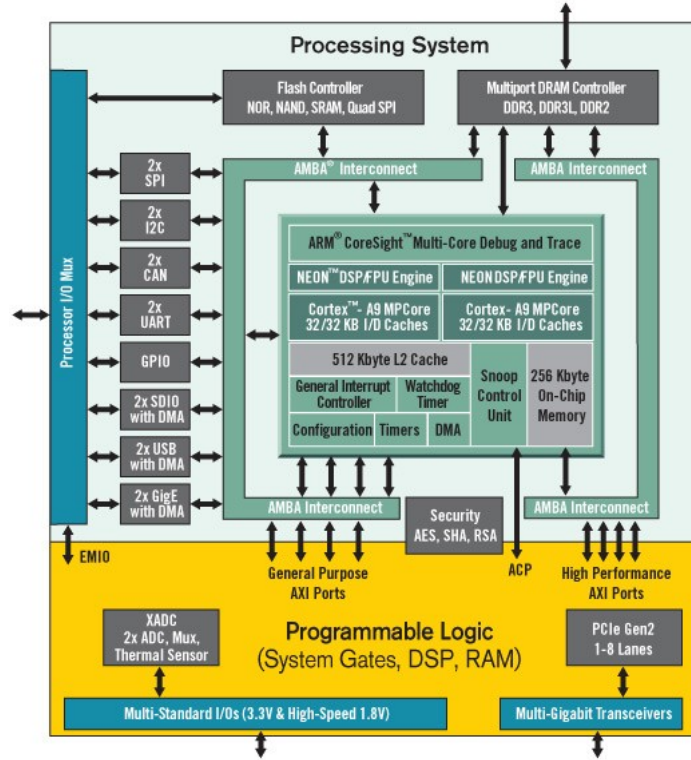 Processing System
Flash Controller
NOR, NAND, SRAM, Quad SPI
Multiport DRAM Controller
DDR3, DDR3L, DDR2
Processor I/O Mux
2x
SPI
2x
I2C
2x
CAN
2x
UART
GPIO
2x SDIO
with DMA
2x USB
with DMA
2x GigE
with DMA
AMBA® Interconnect
AMBA Interconnect
ARM® CoreSight™ Multi-Core Debug and Trace
NEON™ DSP/FPU Engine
NEON DSP/FPU Engine
Cortex™- A9 MPCore
32/32 KB I/D Caches
Cortex- A9 MPCore
32/32 KB I/D Caches
512 Kbyte L2 Cache
General Interrupt
Controller
Watchdog
Timer
Configuration
Timers
DMA
Snoop
Control
Unit
256 Kbyte
On-Chip
Memory
AMBA Interconnect
AMBA Interconnect
Security
AES, SHA, RSA
EMIO
General Purpose
AXI Ports
ACP
High Performance
AXI Ports
XADC
2x ADC, Mux,
Thermal Sensor
Programmable Logic
(System Gates, DSP, RAM)
PCIe Gen2
1-8 Lanes
Multi-Standard I/Os (3.3V & High-Speed 1.8V)
Multi-Gigabit Transceivers